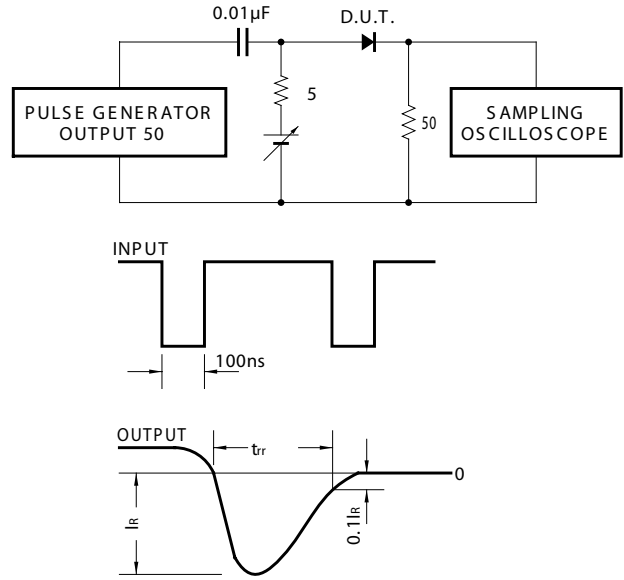 0.01µF
D.U.T.
5
50
PULSE GENERATOR
OUTPUT 50
SAMPLING
OSCILLOSCOPE
INPUT
100ns
OUTPUT
trr
0
IR
0.1IR